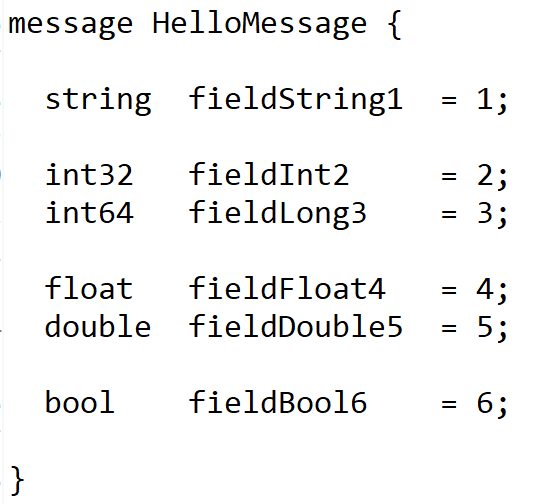 message HelloMessage {
string fieldString1 = 1;
int32 fieldInt2 = 2;
int64 fieldLong3 = 3;
float fieldFloat4 = 4;
double fieldDouble5 = 5;
bool fieldBool6 = 6;
}